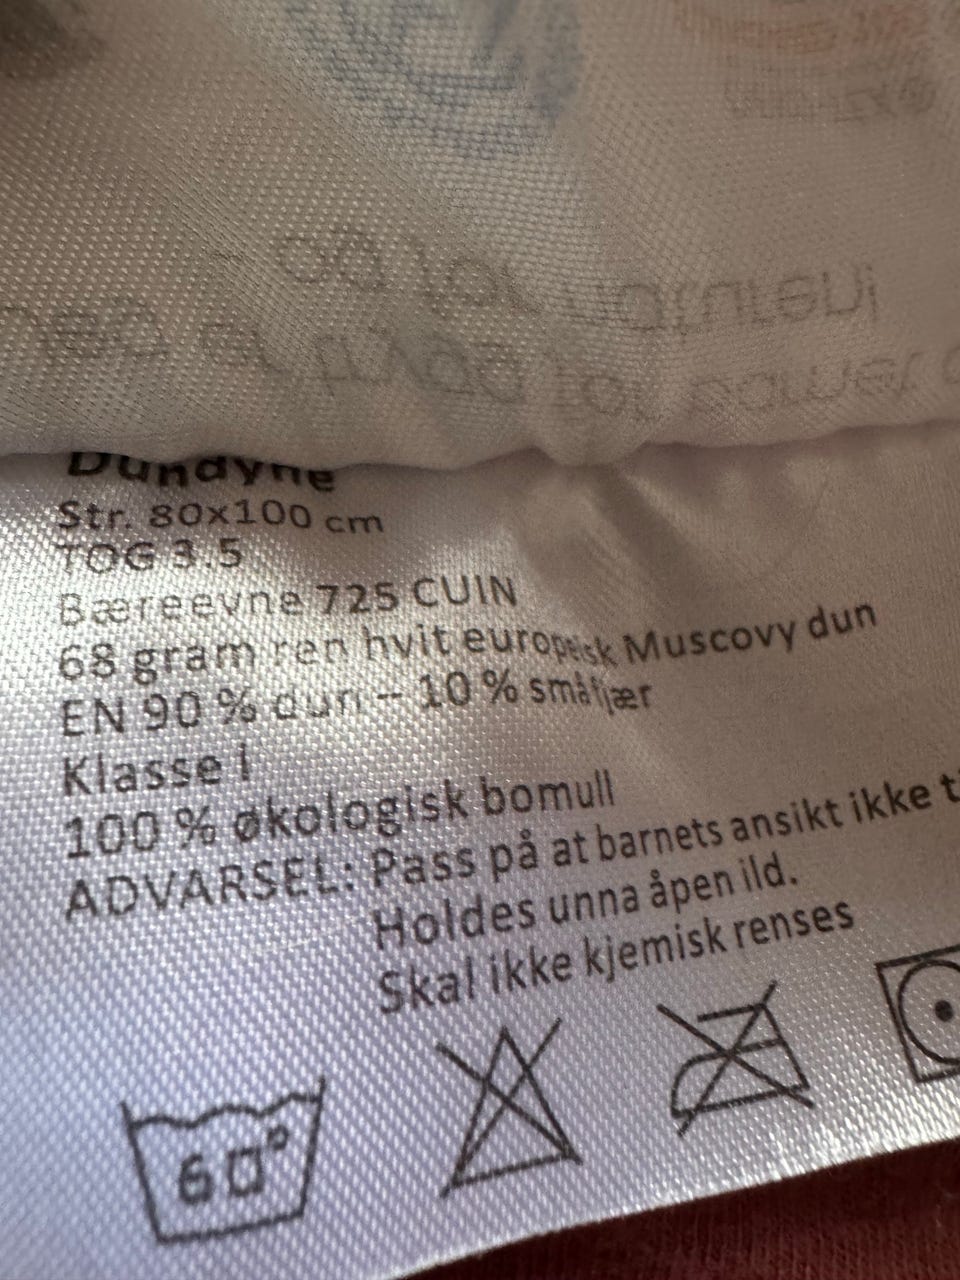 Dundyne
Str. 80x100 cm
TOG 3.5
Bæreevne 725 CUIN
68 gram ren hvit europeisk Muscovy dun
EN 90 % dun – 10 % småfjær
Klasse I
100 % økologisk bomull
ADVARSEL: Pass på at barnets ansikt ikke
Holdes unna åpen ild.
Skal ikke kjemisk renses
60°